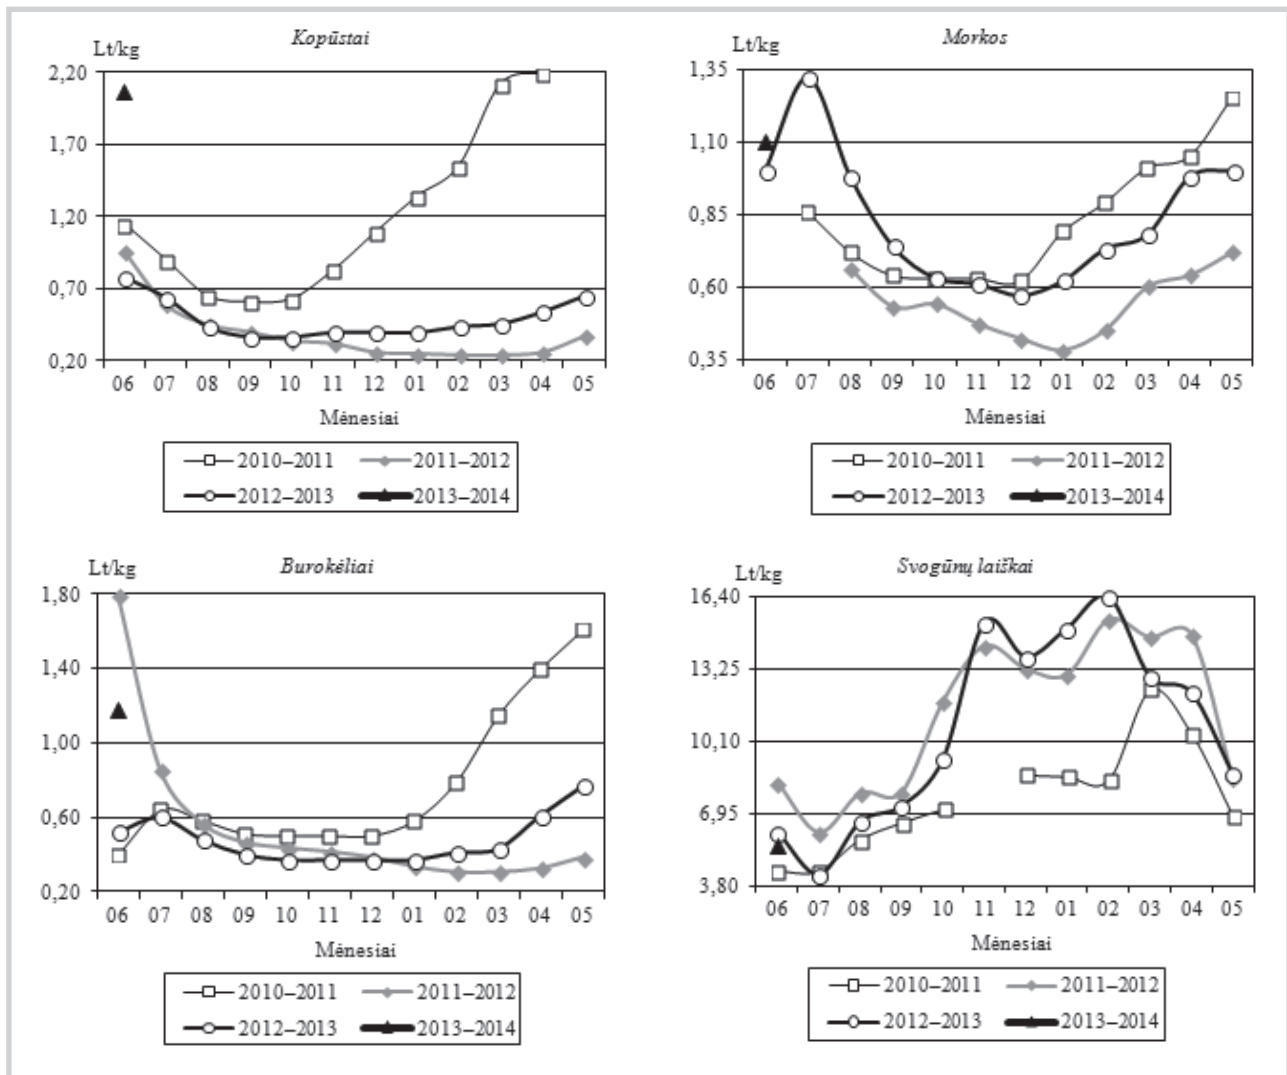 Kopūstai
Lt/kg
2,20
1,70
1,20
0,70
0,20
06 07 08 09 10 11 12 01 02 03 04 05
Mėnesiai
2010–2011 2011–2012
2012–2013 2013–2014
Morkos
Lt/kg
1,35
1,10
0,85
0,60
0,35
06 07 08 09 10 11 12 01 02 03 04 05
Mėnesiai
2010–2011 2011–2012
2012–2013 2013–2014
Burokėliai
Lt/kg
1,80
1,40
1,00
0,60
0,20
06 07 08 09 10 11 12 01 02 03 04 05
Mėnesiai
2010–2011 2011–2012
2012–2013 2013–2014
Svogūnų laiškai
Lt/kg
16,40
13,25
10,10
6,95
3,80
06 07 08 09 10 11 12 01 02 03 04 05
Mėnesiai
2010–2011 2011–2012
2012–2013 2013–2014